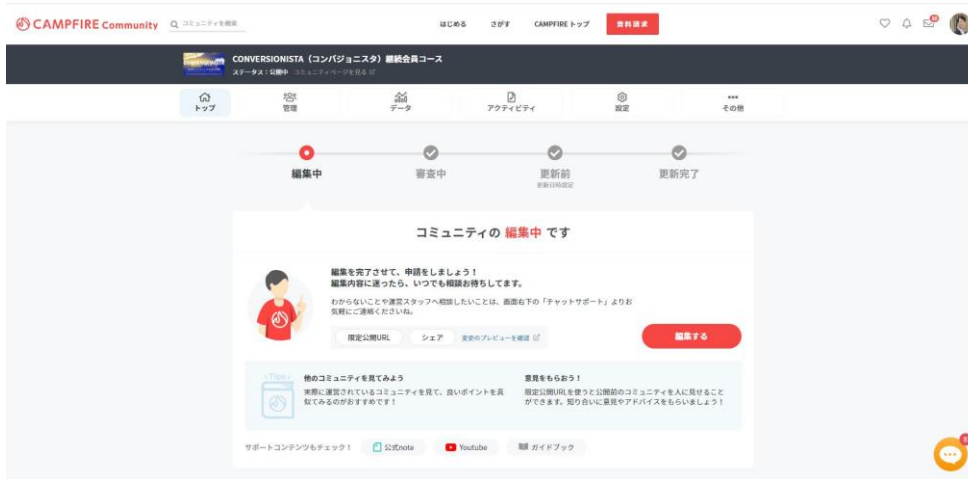 CAMPFIRE Community
コミュニティを検索
はじめる
さがす
CAMPFIRE トップ
資料請求
CONVERSIONISTA（コンバジョニスタ）継続会員コース
ステータス：公開中 コミュニティページを見る
トップ
管理
データ
アクティビティ
設定
その他
編集中
審査中
更新前
更新日時設定
更新完了
コミュニティの 編集中 です
編集を完了させて、申請をしましょう！
編集内容に迷ったら、いつでも相談お待ちしてます。
わからないことや運営スタッフへ相談したいことは、画面右下の「チャットサポート」よりお
気軽にご連絡くださいね。
限定公開URL
シェア
変更のプレビューを確認
編集する
Tips
他のコミュニティを見てみよう
実際に運営されているコミュニティを見て、良いポイントを真
似てみるのがおすすめです！
意見をもらおう！
限定公開URLを使うと公開前のコミュニティを人に見せること
ができます。知り合いに意見やアドバイスをもらいましょう！
サポートコンテンツもチェック！
公式note
Youtube
ガイドブック